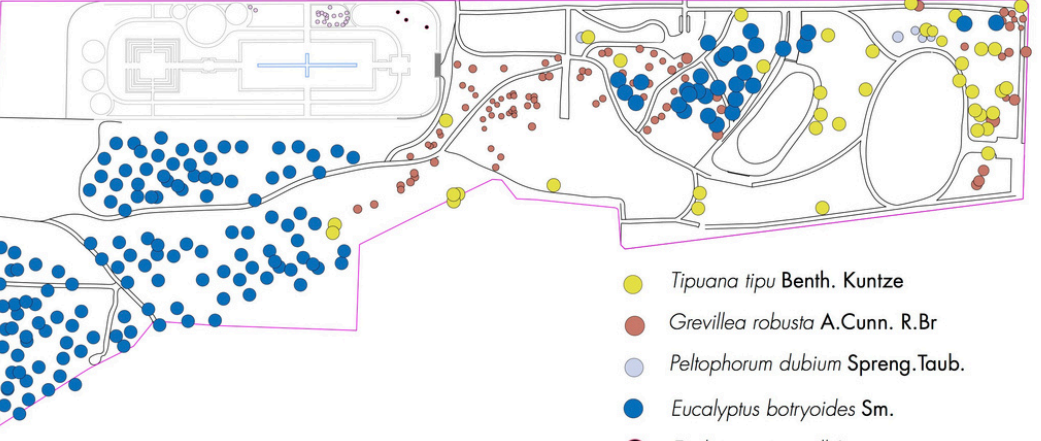 Tipuana tipu Benth. Kuntze
Grevillea robusta A.Cunn. R.Br
Peltophorum dubium Spreng.Taub.
Eucalyptus botryoides Sm.